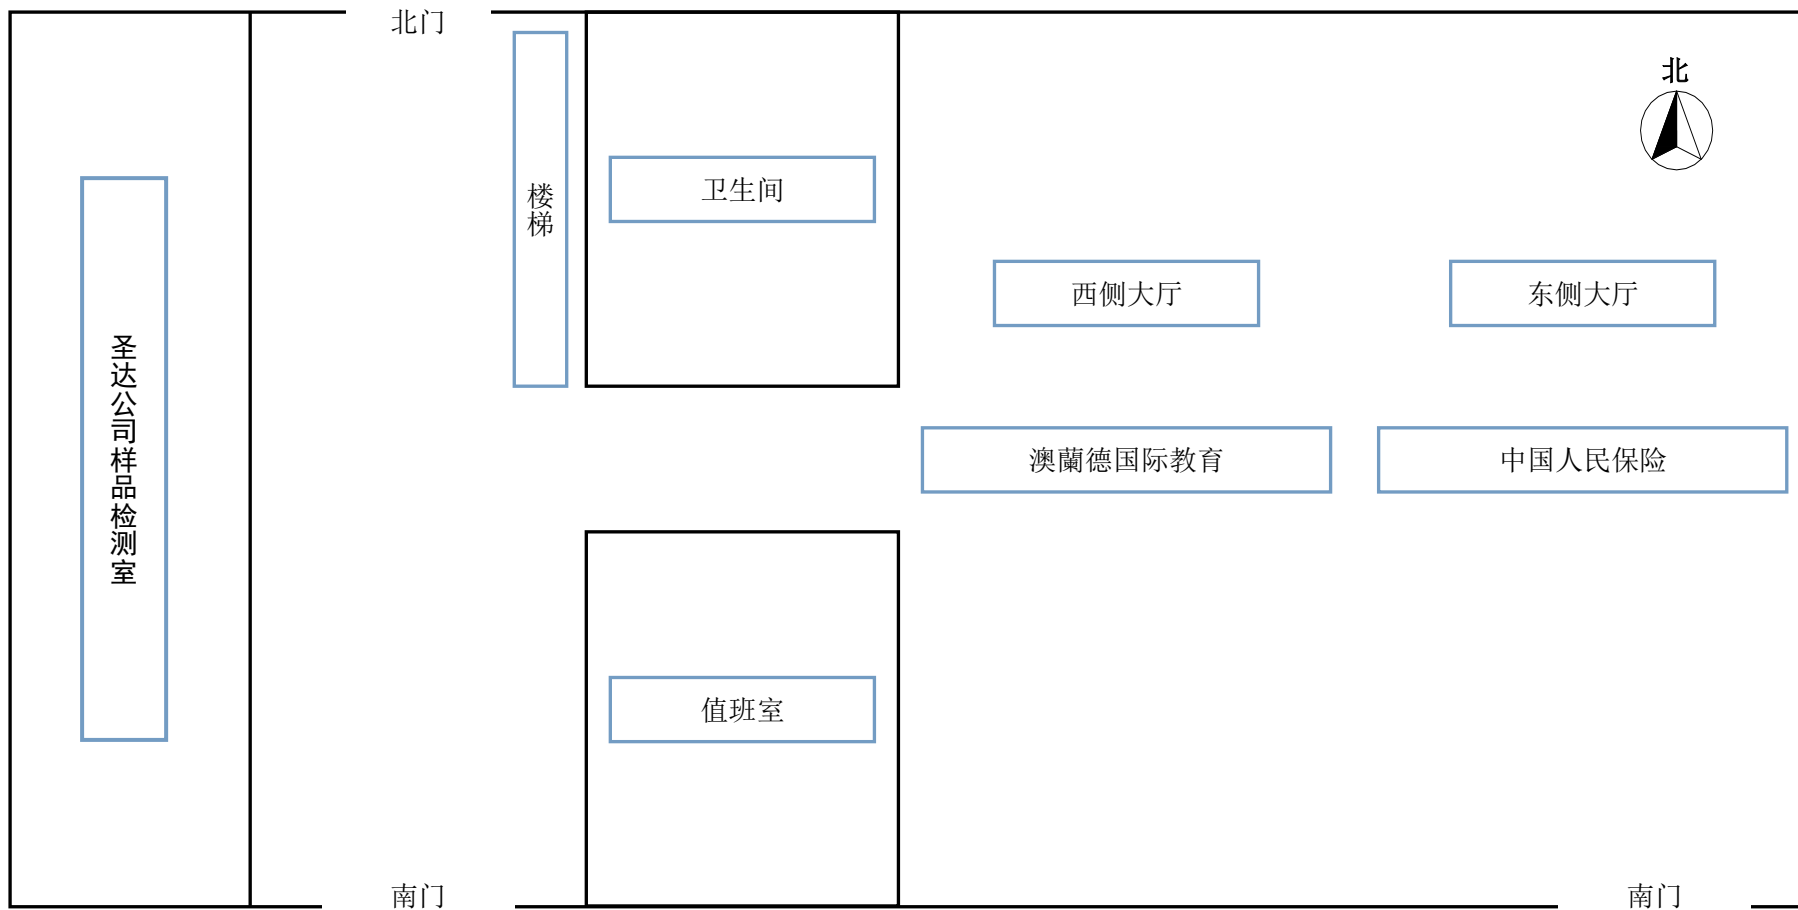 北门
北
楼梯
卫生间
西侧大厅
东侧大厅
圣达公司样品检测室
澳蘭德国际教育
中国人民保险
值班室
南门
南门